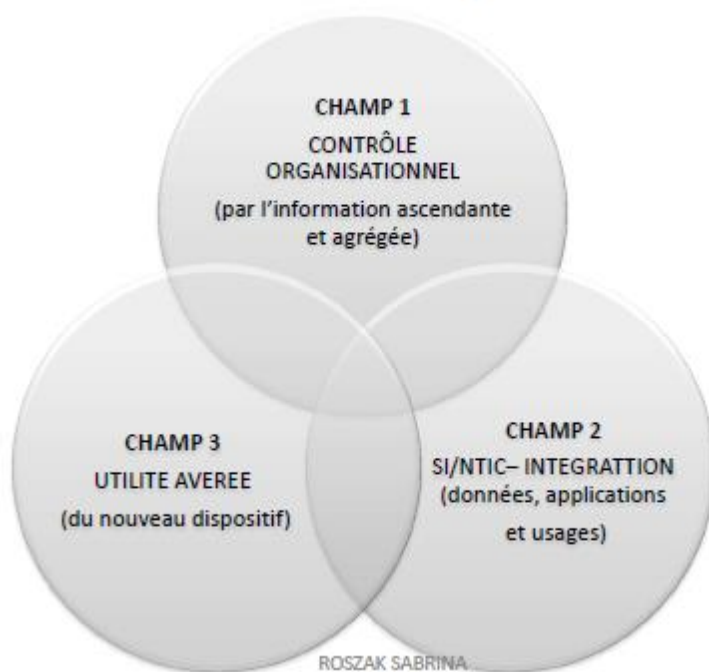 CHAMP 1
CONTRÔLE
ORGANISATIONNEL
(par l'information ascendante
et agrégée)
CHAMP 3
UTILITE AVEREE
(du nouveau dispositif)
CHAMP 2
SI/NTIC– INTEGRATTION
(données, applications
et usages)
ROSZAK SABRINA